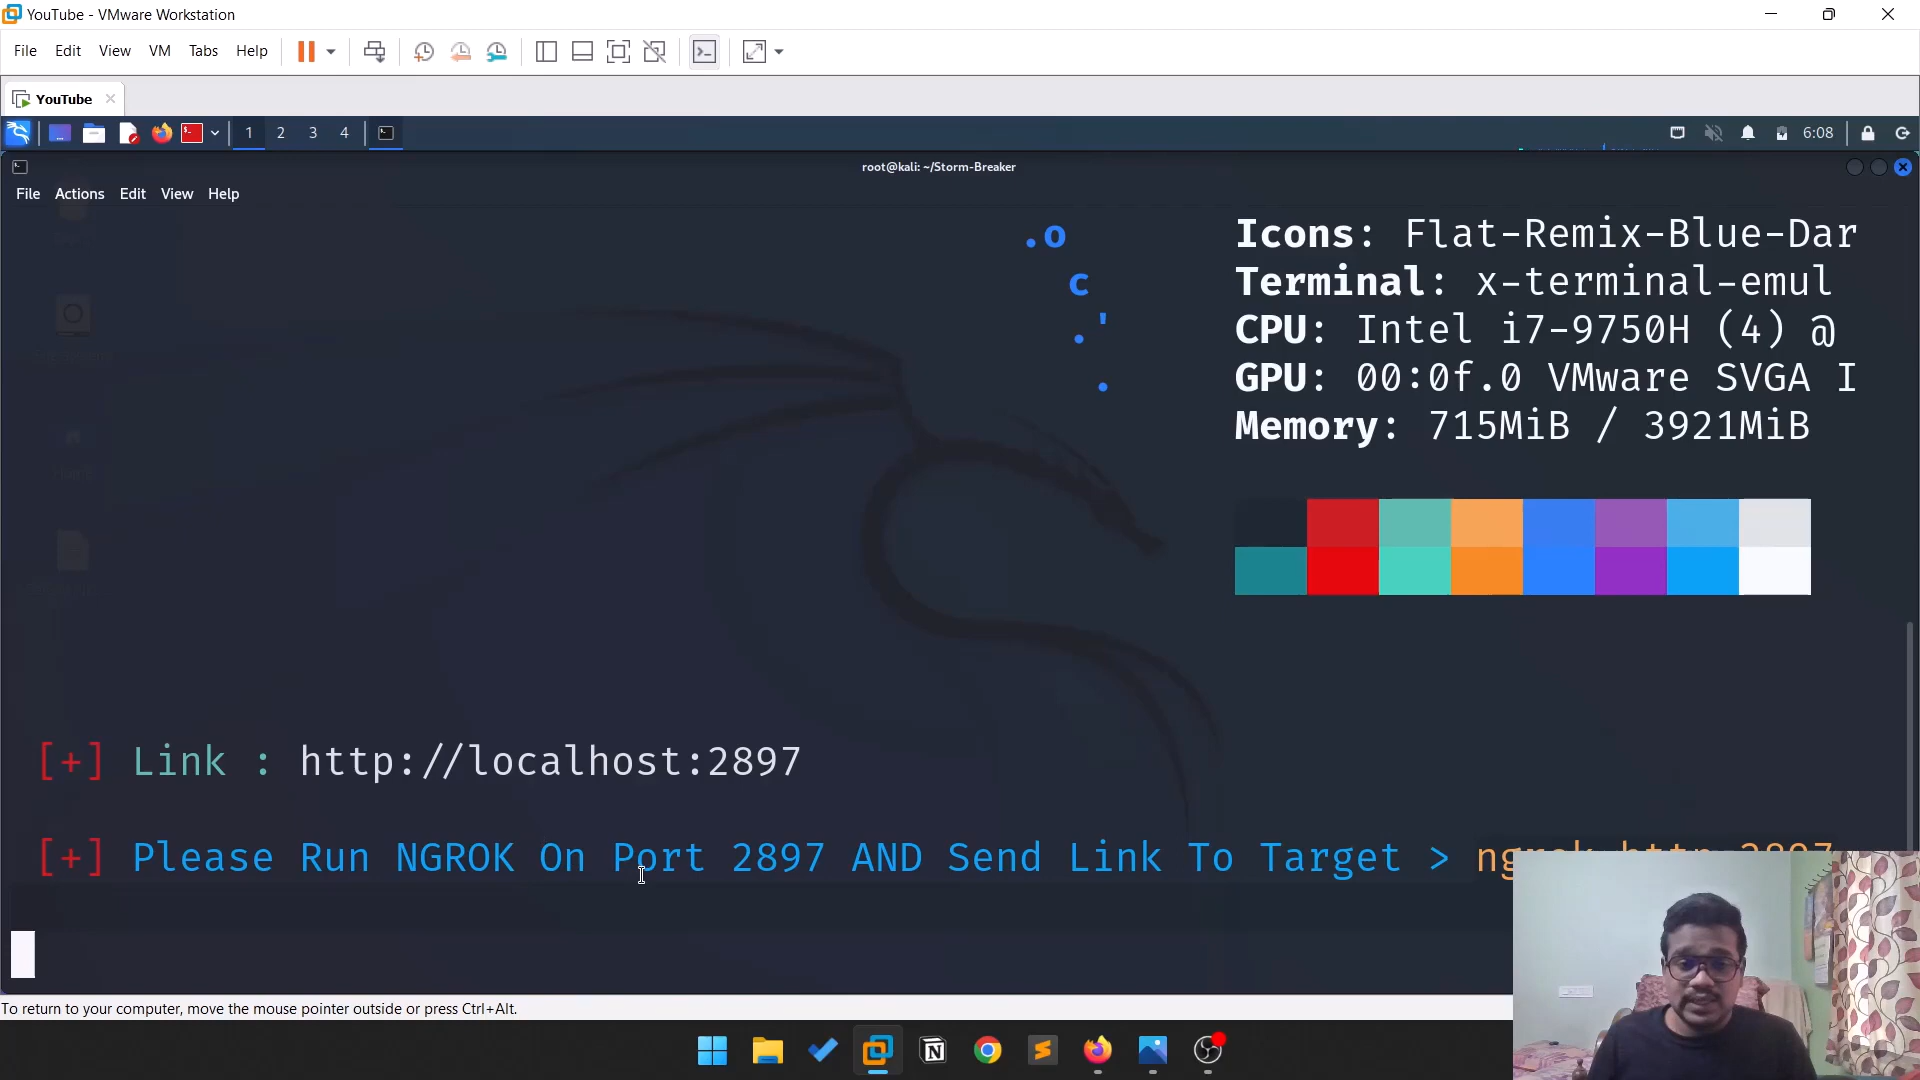 YouTube - VMware Workstation
File Edit View VM Tabs Help
YouTube
1 2 3 4 6:08
root@kali: ~/Storm-Breaker
File Actions Edit View Help
.o
c
.'
.
Icons: Flat-Remix-Blue-Dar
Terminal: x-terminal-emul
CPU: Intel i7-9750H (4) @
GPU: 00:0f.0 VMware SVGA I
Memory: 715MiB / 3921MiB
[+] Link : http://localhost:2897
[+] Please Run NGROK On Port 2897 AND Send Link To Target > ngrok http 2897
To return to your computer, move the mouse pointer outside or press Ctrl+Alt.